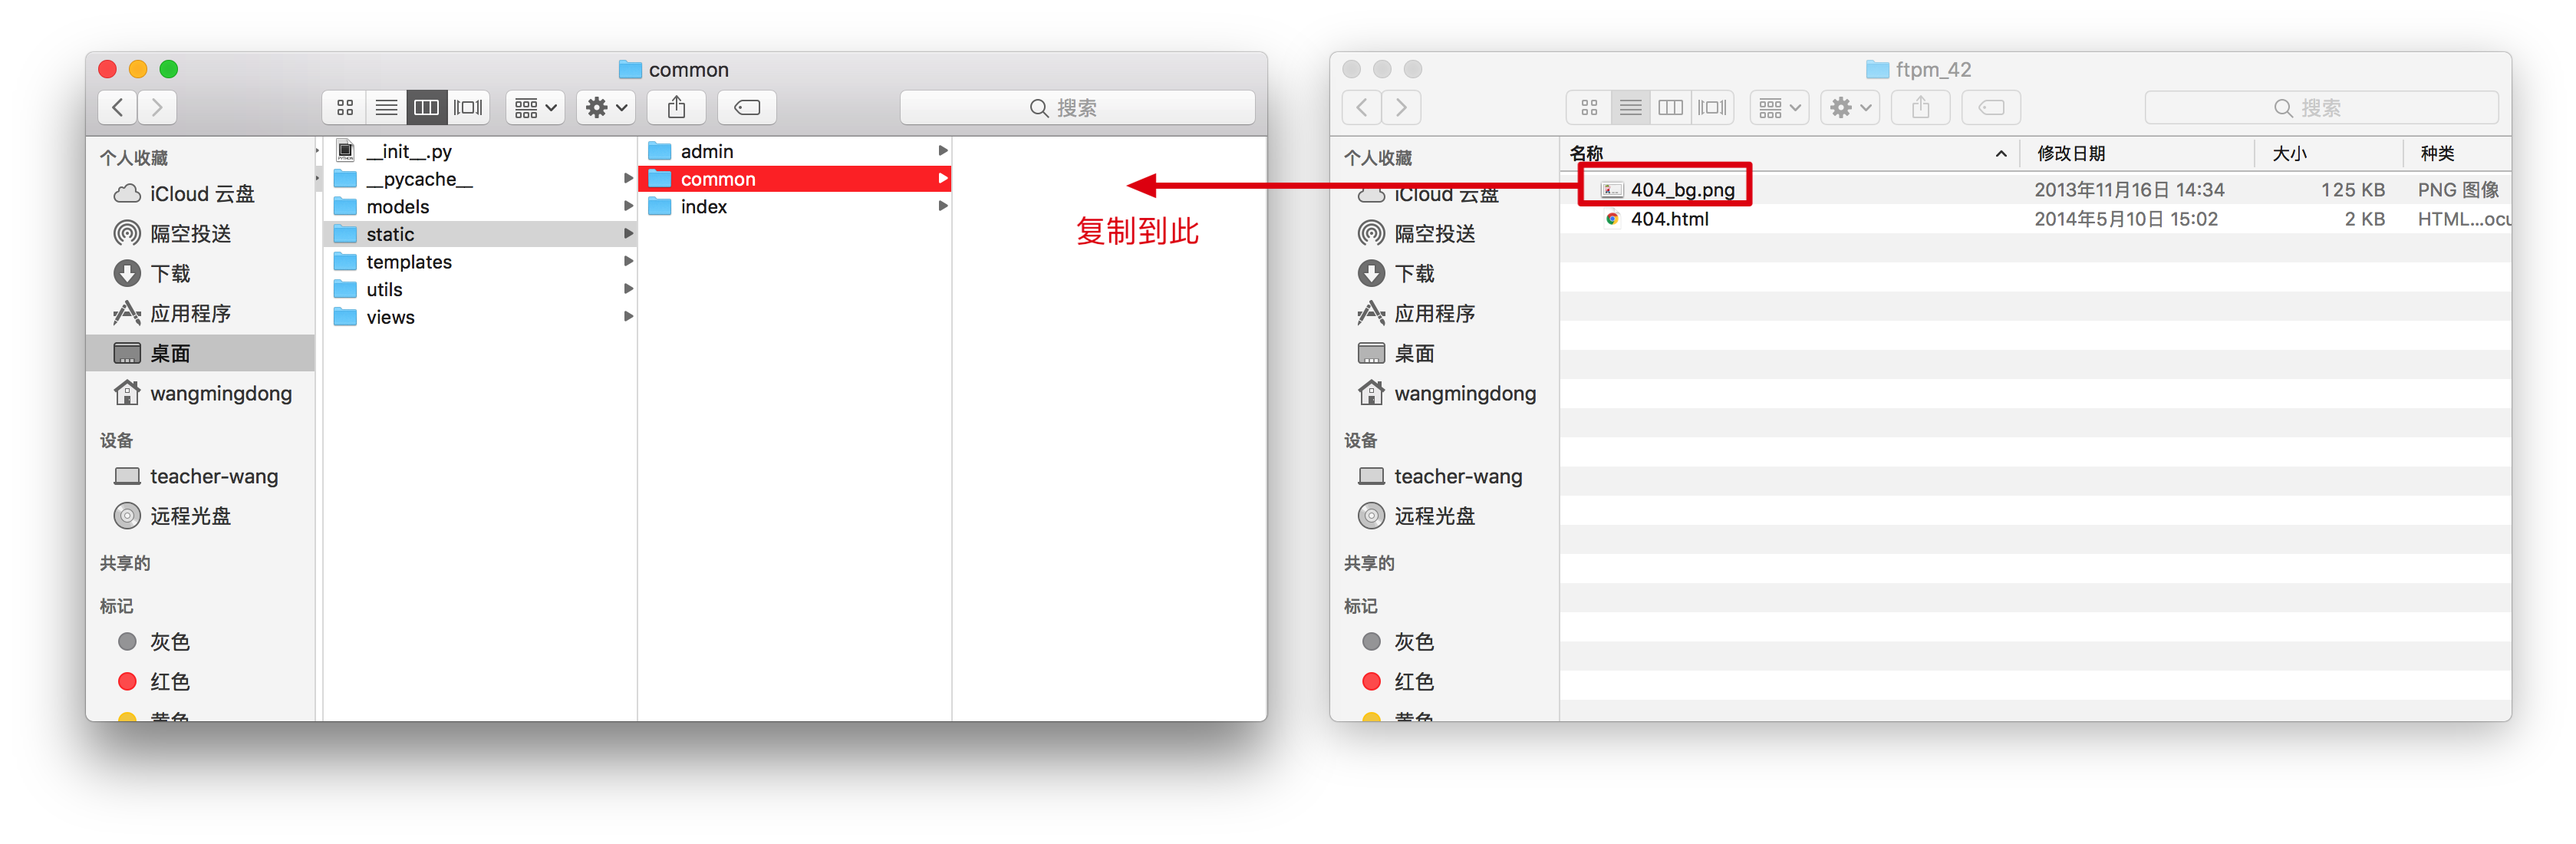 common
搜索
个人收藏
iCloud 云盘
隔空投送
下载
应用程序
桌面
wangmingdong
设备
teacher-wang
远程光盘
共享的
标记
灰色
红色
黄色
__init__.py
__pycache__
models
static
templates
utils
views
admin
common
index
复制到此
ftpm_42
搜索
个人收藏
iCloud 云盘
隔空投送
下载
应用程序
桌面
wangmingdong
设备
teacher-wang
远程光盘
共享的
标记
灰色
红色
黄色
名称 修改日期 大小 种类
404_bg.png 2013年11月16日 14:34 125 KB PNG 图像
404.html 2014年5月10日 15:02 2 KB HTML...ocu